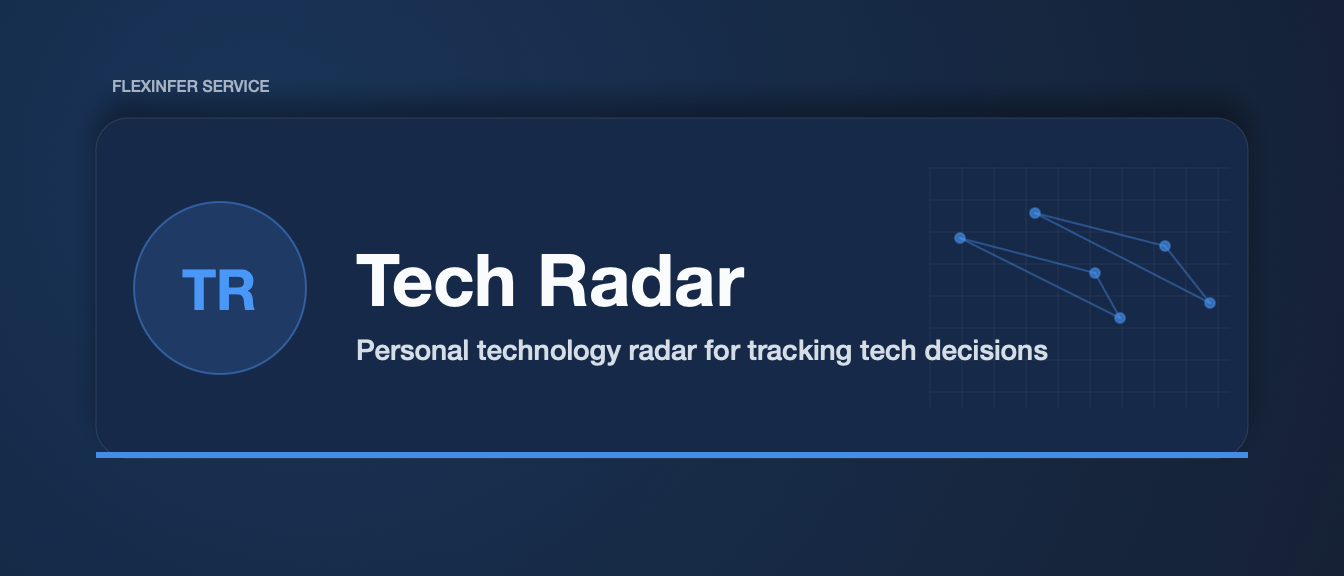 FLEXINFER SERVICE
TR
Tech Radar
Personal technology radar for tracking tech decisions